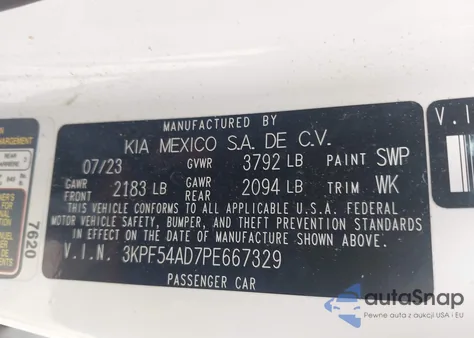 MANUFACTURED BY
KIA MEXICO S.A. DE C.V.
07/23 GVWR 3792 LB PAINT SWP
GAWR FRONT 2183 LB GAWR REAR 2094 LB TRIM WK
THIS VEHICLE CONFORMS TO ALL APPLICABLE U.S.A. FEDERAL
MOTOR VEHICLE SAFETY, BUMPER, AND THEFT PREVENTION STANDARDS
IN EFFECT ON THE DATE OF MANUFACTURE SHOWN ABOVE.
V.I.N. 3KPF54AD7PE667329
PASSENGER CAR
7620
V.I
autoSnap
Pewne auta z aukcji USA i EU